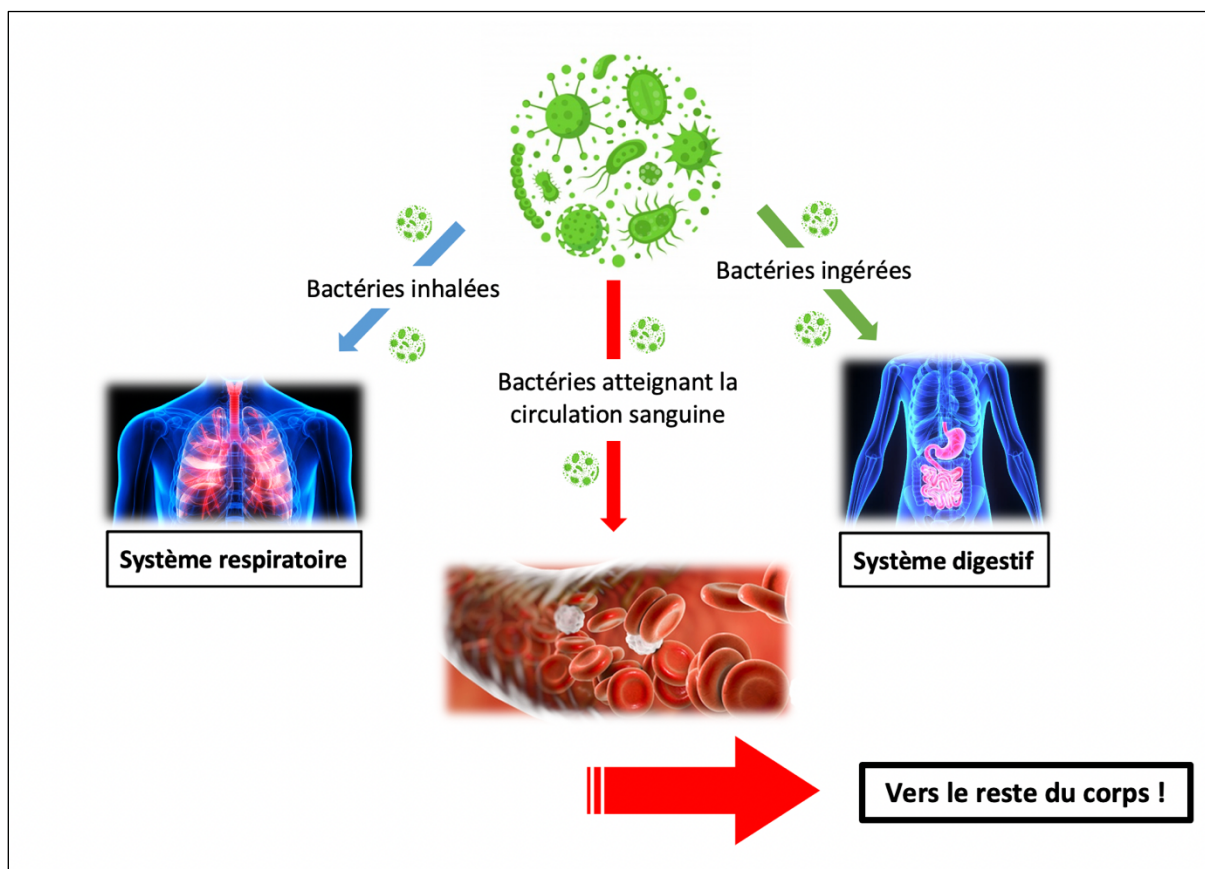 Bactéries inhalées
Bactéries ingérées
Bactéries atteignant la
circulation sanguine
Système respiratoire
Système digestif
Vers le reste du corps !